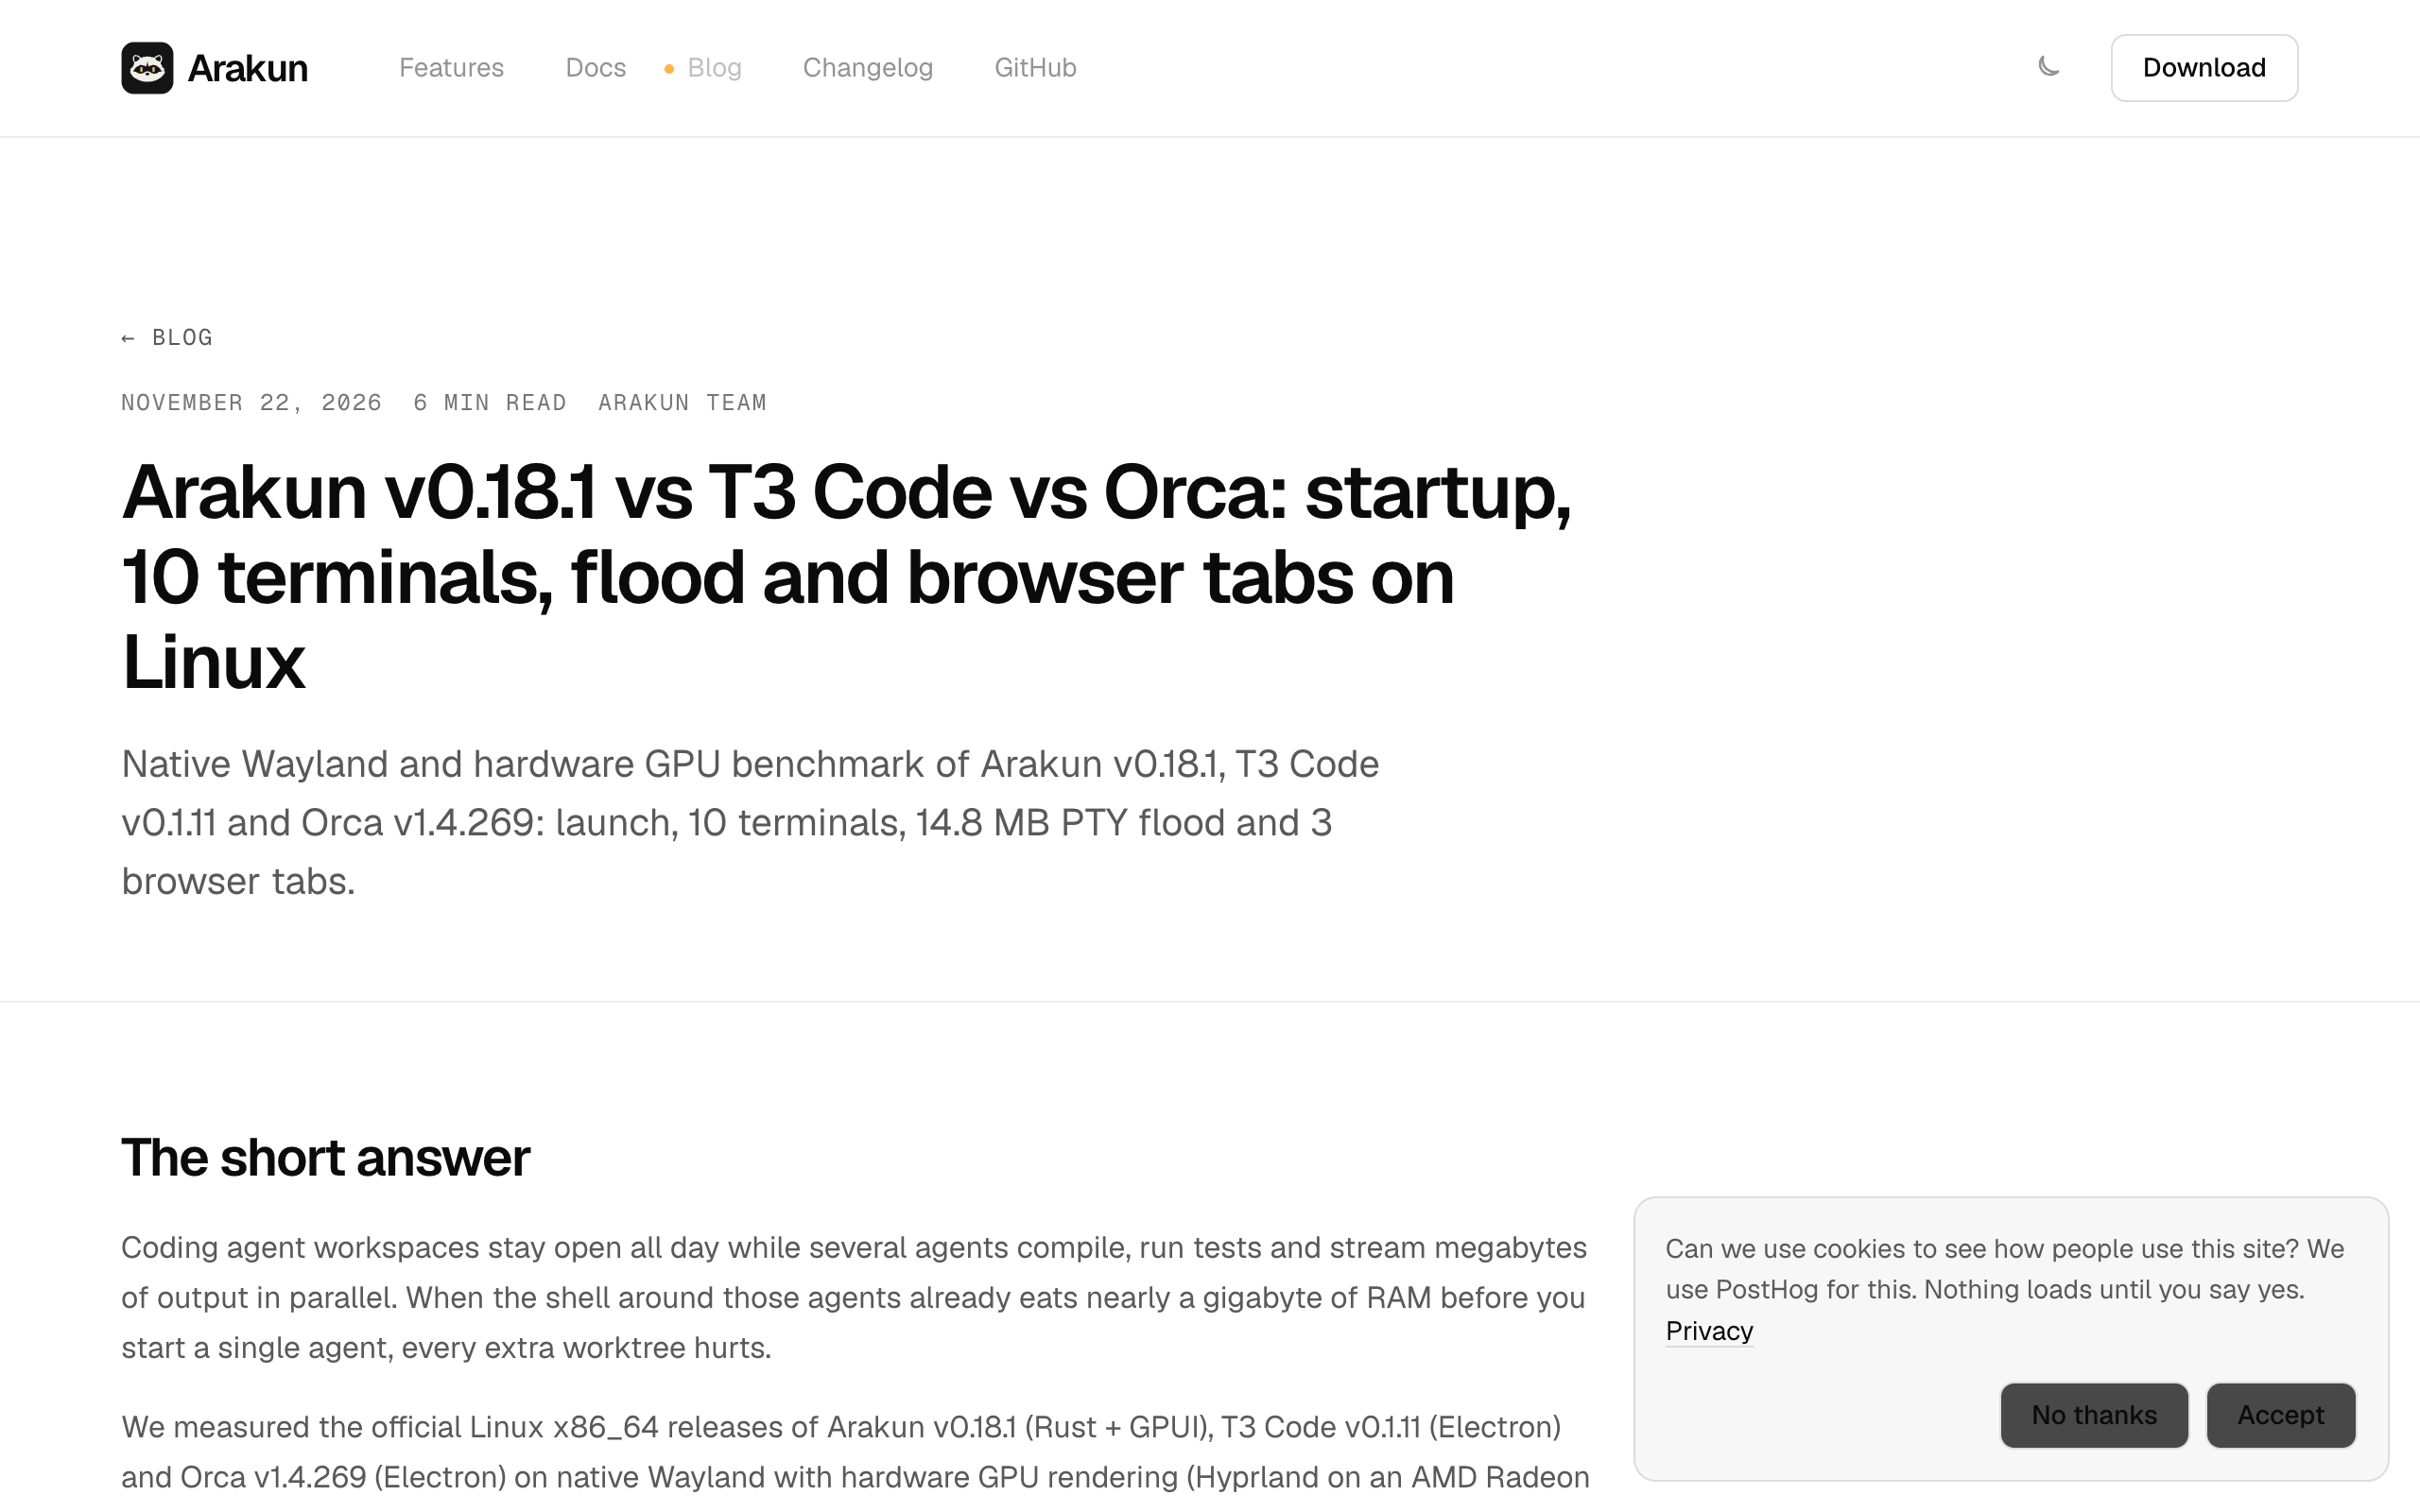 Arakun
Features
Docs
Blog
Changelog
GitHub
Download
← BLOG
NOVEMBER 22, 2026 6 MIN READ ARAKUN TEAM
Arakun v0.18.1 vs T3 Code vs Orca: startup,
10 terminals, flood and browser tabs on
Linux
Native Wayland and hardware GPU benchmark of Arakun v0.18.1, T3 Code
v0.1.11 and Orca v1.4.269: launch, 10 terminals, 14.8 MB PTY flood and 3
browser tabs.
The short answer
Coding agent workspaces stay open all day while several agents compile, run tests and stream megabytes
of output in parallel. When the shell around those agents already eats nearly a gigabyte of RAM before you
start a single agent, every extra worktree hurts.
We measured the official Linux x86_64 releases of Arakun v0.18.1 (Rust + GPUI), T3 Code v0.1.11 (Electron)
and Orca v1.4.269 (Electron) on native Wayland with hardware GPU rendering (Hyprland on an AMD Radeon
Can we use cookies to see how people use this site? We
use PostHog for this. Nothing loads until you say yes.
Privacy
No thanks
Accept